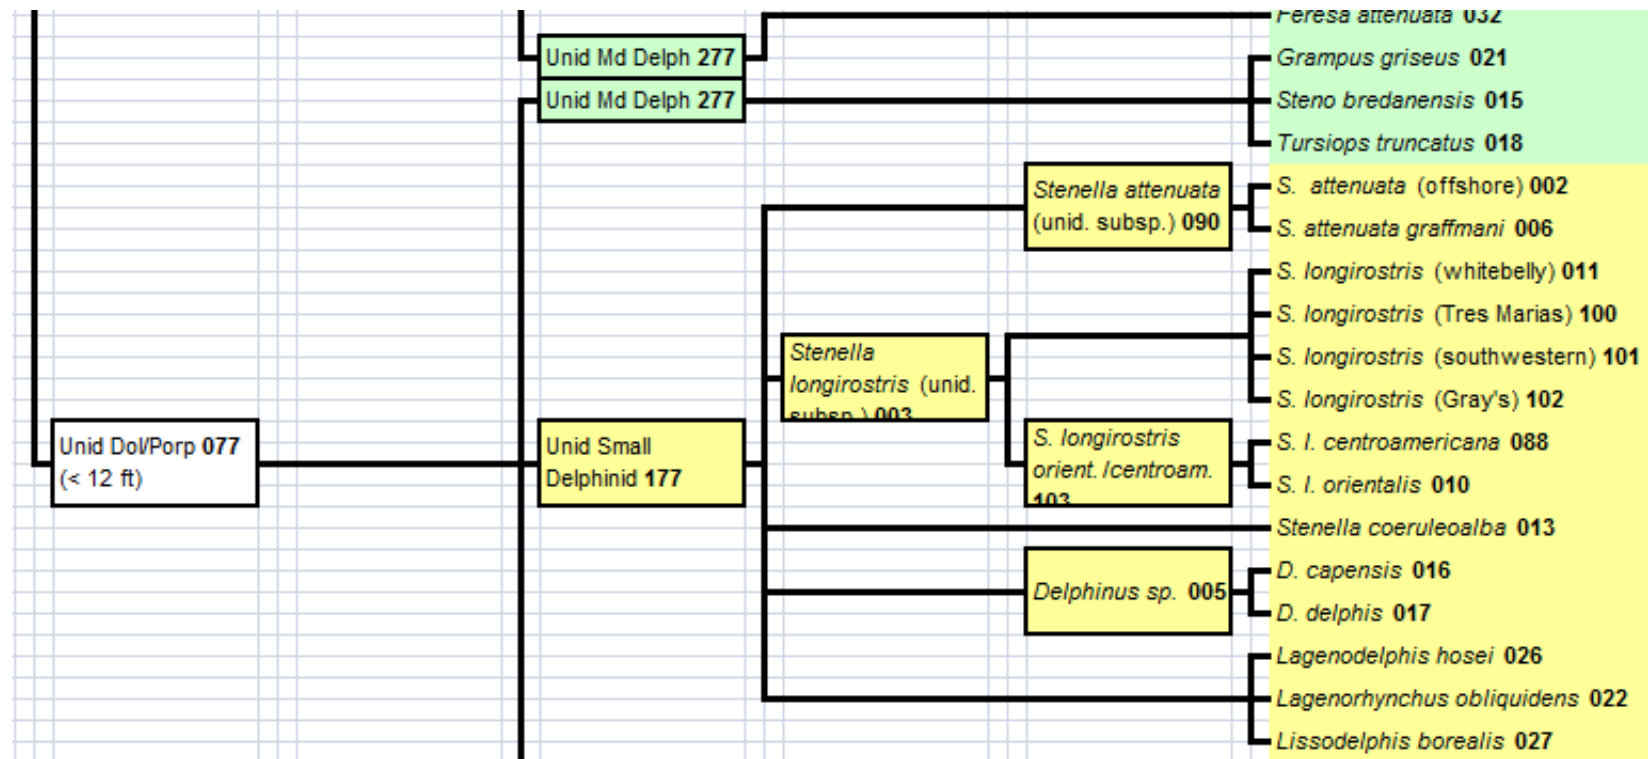 Feresa attenuata 032
Unid Md Delph 277
Grampus griseus 021
Unid Md Delph 277
Steno bredanensis 015
Tursiops truncatus 018
Stenella attenuata
(unid. subsp.) 090
S. attenuata (offshore) 002
S. attenuata graffmani 006
S. longirostris (whitebelly) 011
S. longirostris (Tres Marias) 100
Stenella
longirostris (unid.
subsp.) 003
S. longirostris (southwestern) 101
S. longirostris (Gray's) 102
Unid Dol/Porp 077
(< 12 ft)
Unid Small
Delphinid 177
S. longirostris
orient. /centroam.
103
S. l. centroamericana 088
S. l. orientalis 010
Stenella coeruleoalba 013
Delphinus sp. 005
D. capensis 016
D. delphis 017
Lagenodelphis hosei 026
Lagenorhynchus obliquidens 022
Lissodelphis borealis 027